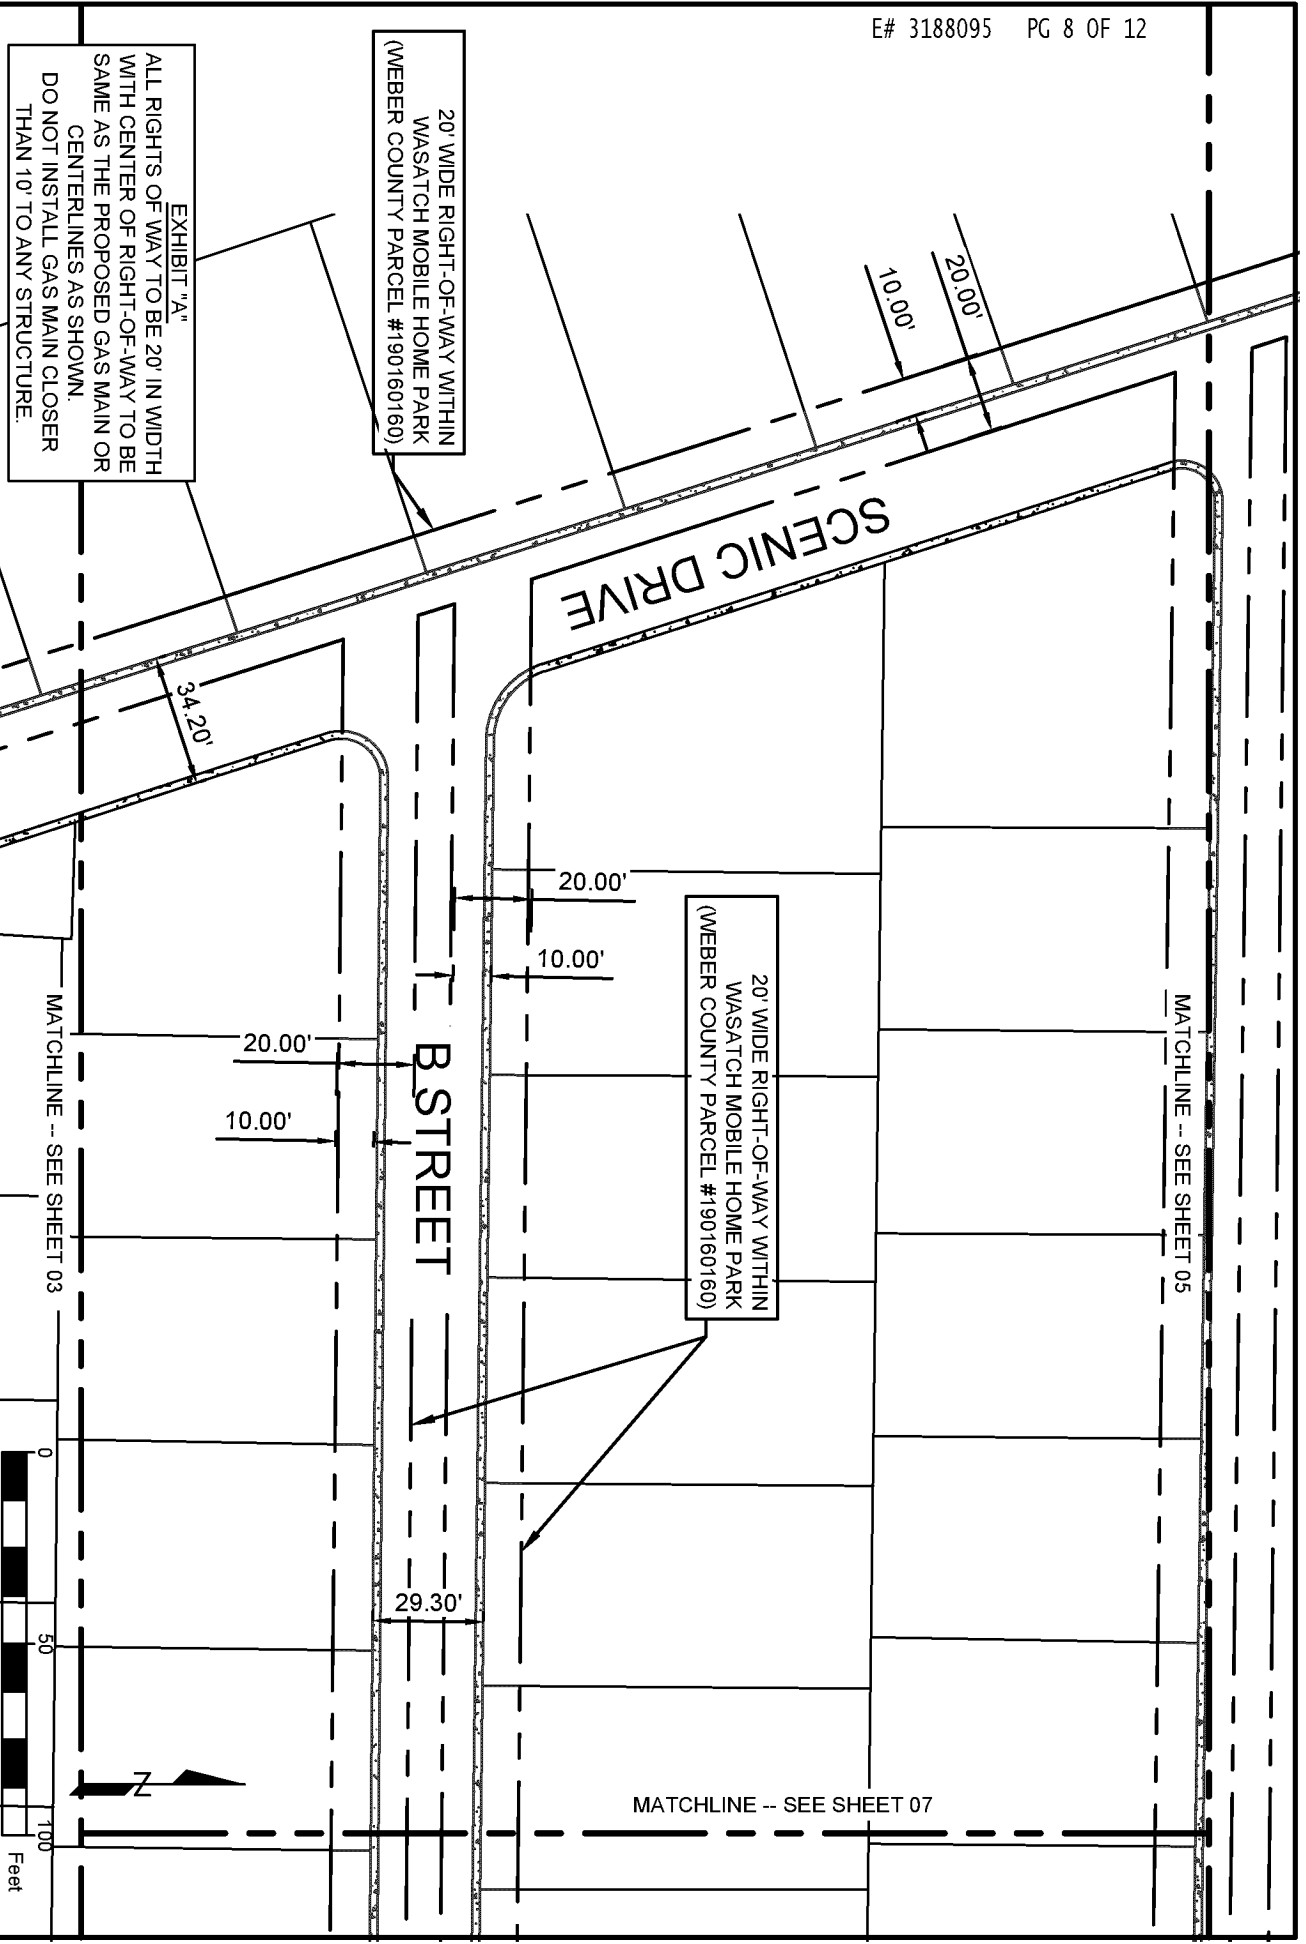 E# 3188095 PG 8 OF 12
20' WIDE RIGHT-OF-WAY WITHIN
WASATCH MOBILE HOME PARK
(WEBER COUNTY PARCEL #190160160)
EXHIBIT "A"
ALL RIGHTS OF WAY TO BE 20' IN WIDTH
WITH CENTER OF RIGHT-OF-WAY TO BE
SAME AS THE PROPOSED GAS MAIN OR
CENTERLINES AS SHOWN.
DO NOT INSTALL GAS MAIN CLOSER
THAN 10' TO ANY STRUCTURE.
20.00'
10.00'
SCENIC DRIVE
34.20'
20.00'
10.00'
20' WIDE RIGHT-OF-WAY WITHIN
WASATCH MOBILE HOME PARK
(WEBER COUNTY PARCEL #190160160)
MATCHLINE -- SEE SHEET 05
20.00'
10.00'
B STREET
MATCHLINE -- SEE SHEET 03
29.30'
MATCHLINE -- SEE SHEET 07
Z
0
50
100
Feet